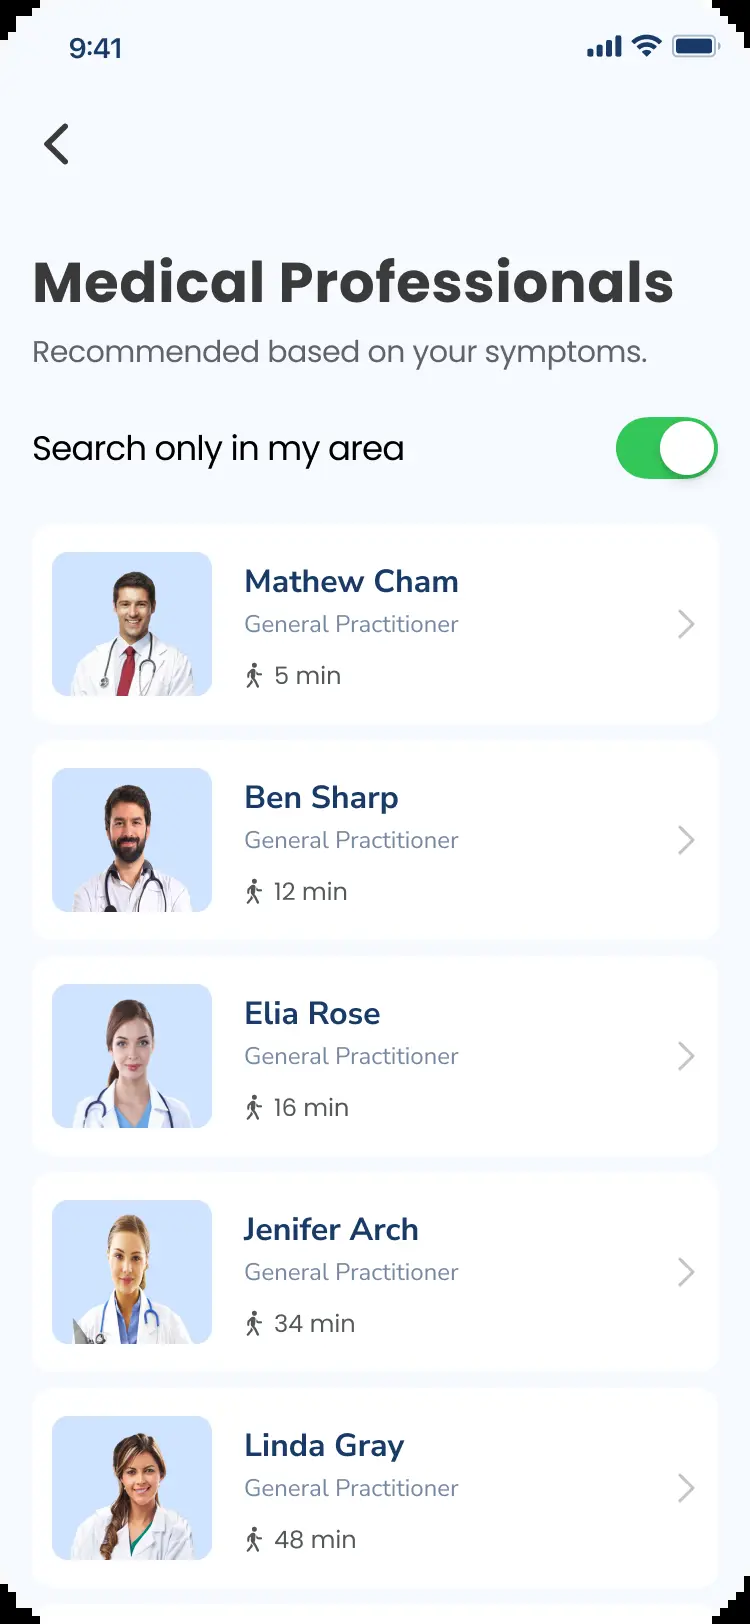 9:41
Medical Professionals
Recommended based on your symptoms.
Search only in my area
Mathew Cham
General Practitioner
5 min
Ben Sharp
General Practitioner
12 min
Elia Rose
General Practitioner
16 min
Jenifer Arch
General Practitioner
34 min
Linda Gray
General Practitioner
48 min